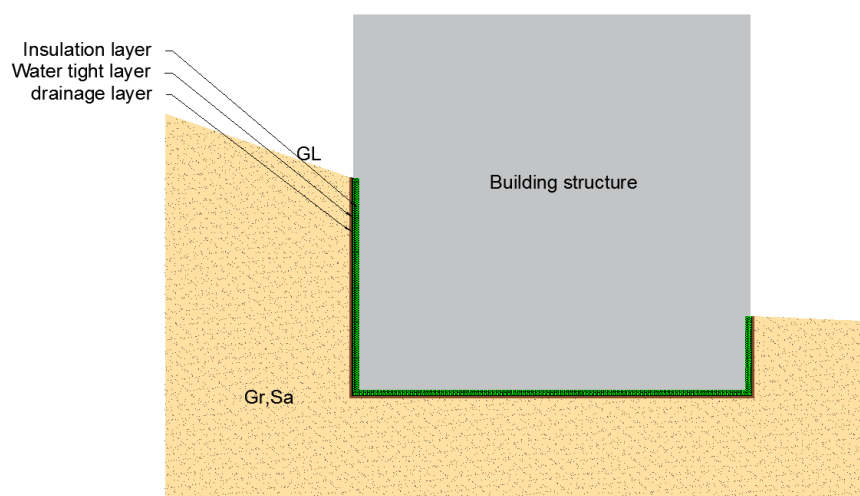 Insulation layer
Water tight layer
drainage layer
GL
Building structure
Gr,Sa